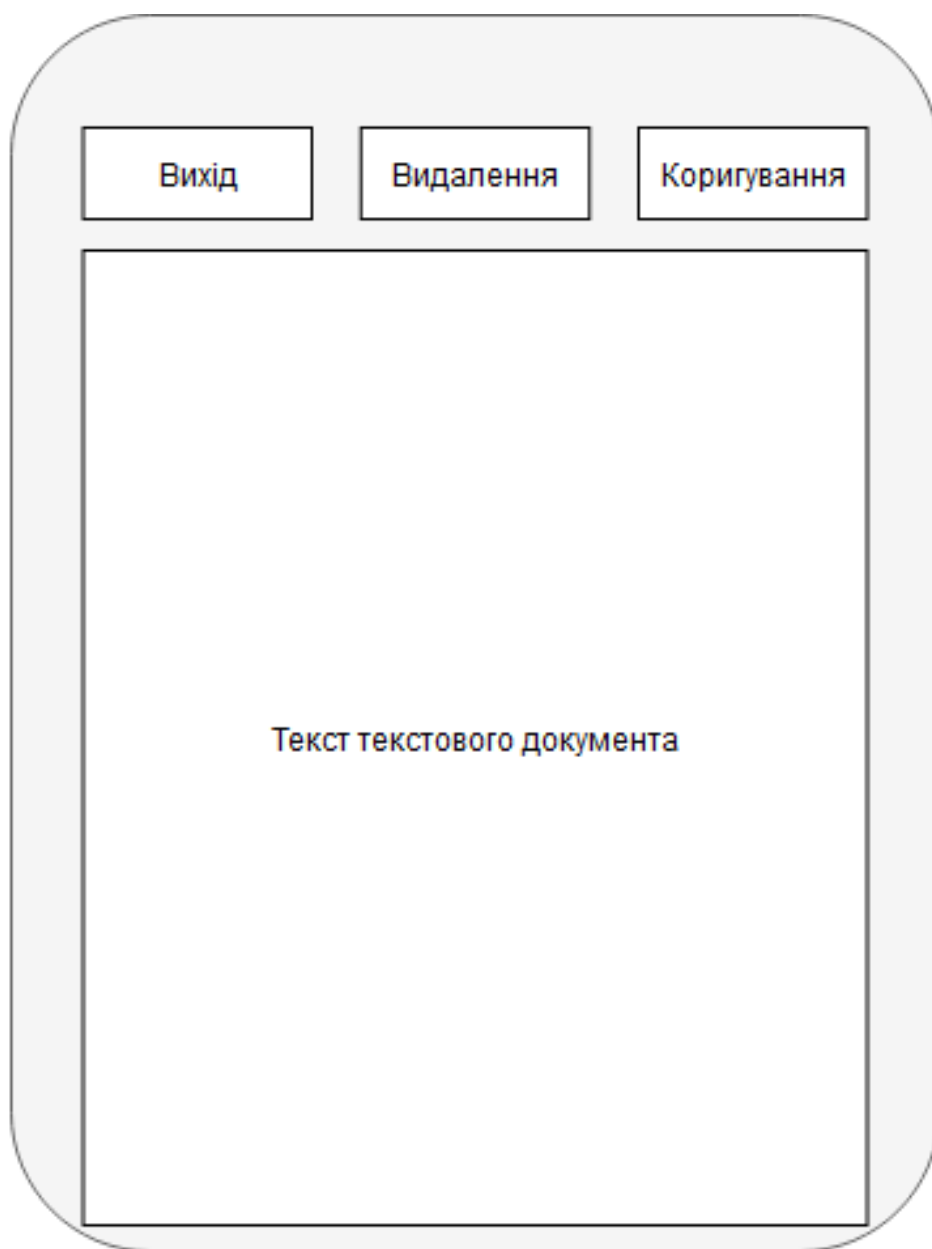 Вихід
Видалення
Коригування
Текст текстового документа